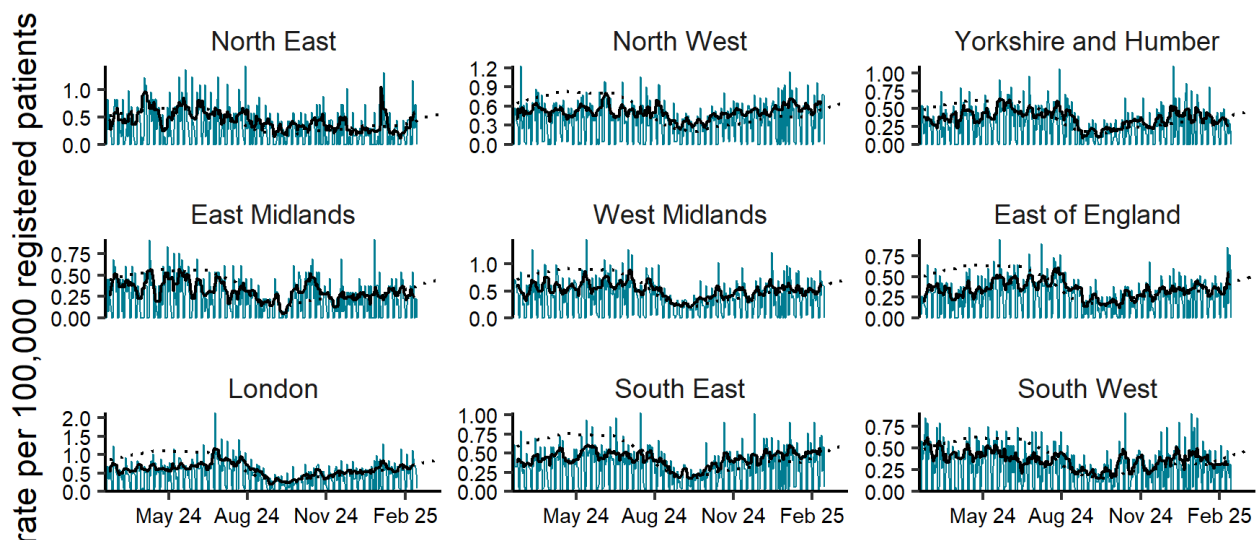 rate per 100,000 registered patients
North East
North West
Yorkshire and Humber
1.0
0.5
0.0
1.2
0.9
0.6
0.3
0.0
1.00
0.75
0.50
0.25
0.00
East Midlands
West Midlands
East of England
0.75
0.50
0.25
0.00
1.0
0.5
0.0
0.75
0.50
0.25
0.00
London
South East
South West
2.0
1.5
1.0
0.5
0.0
1.00
0.75
0.50
0.25
0.00
0.75
0.50
0.25
0.00
May 24 Aug 24 Nov 24 Feb 25
May 24 Aug 24 Nov 24 Feb 25
May 24 Aug 24 Nov 24 Feb 25